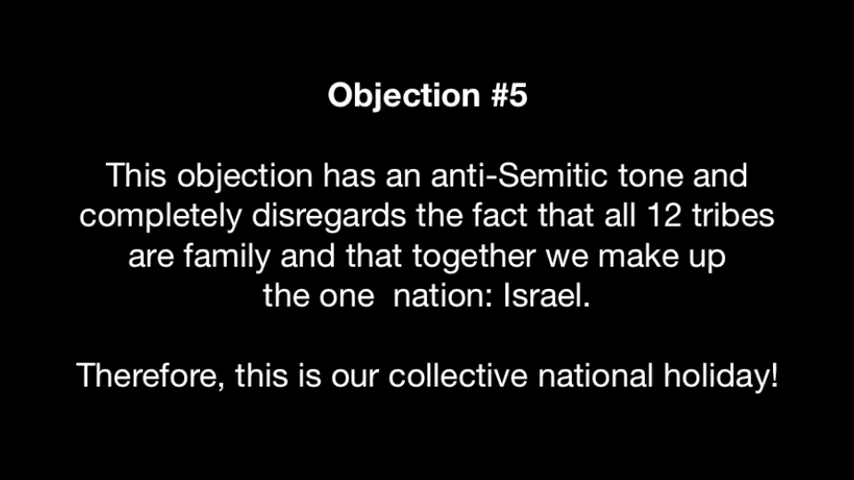 Objection #5
This objection has an anti-Semitic tone and
completely disregards the fact that all 12 tribes
are family and that together we make up
the one  nation: Israel.
Therefore, this is our collective national holiday!